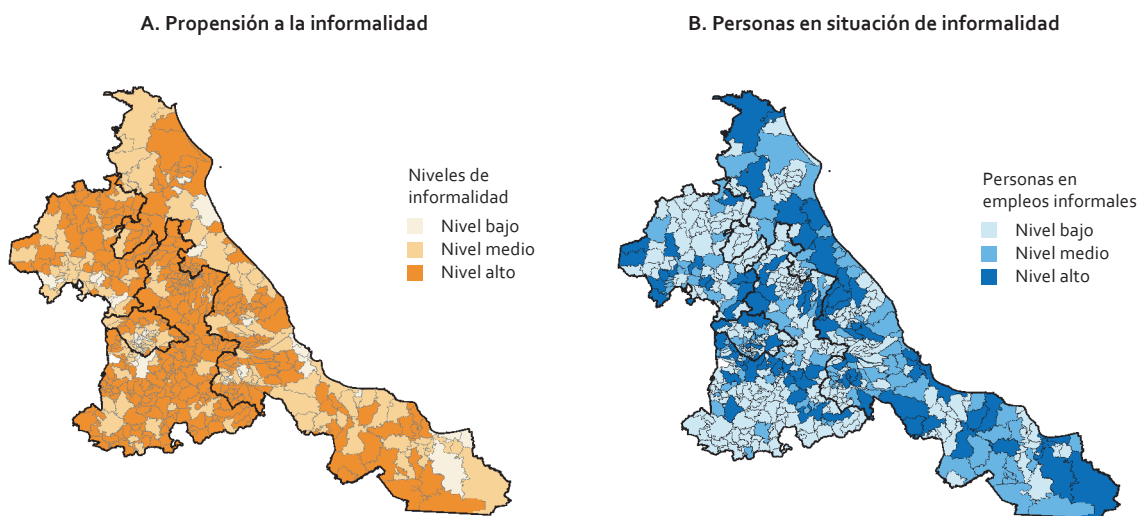 A. Propensión a la informalidad
Niveles de
informalidad
Nivel bajo
Nivel medio
Nivel alto
B. Personas en situación de informalidad
Personas en
empleos informales
Nivel bajo
Nivel medio
Nivel alto